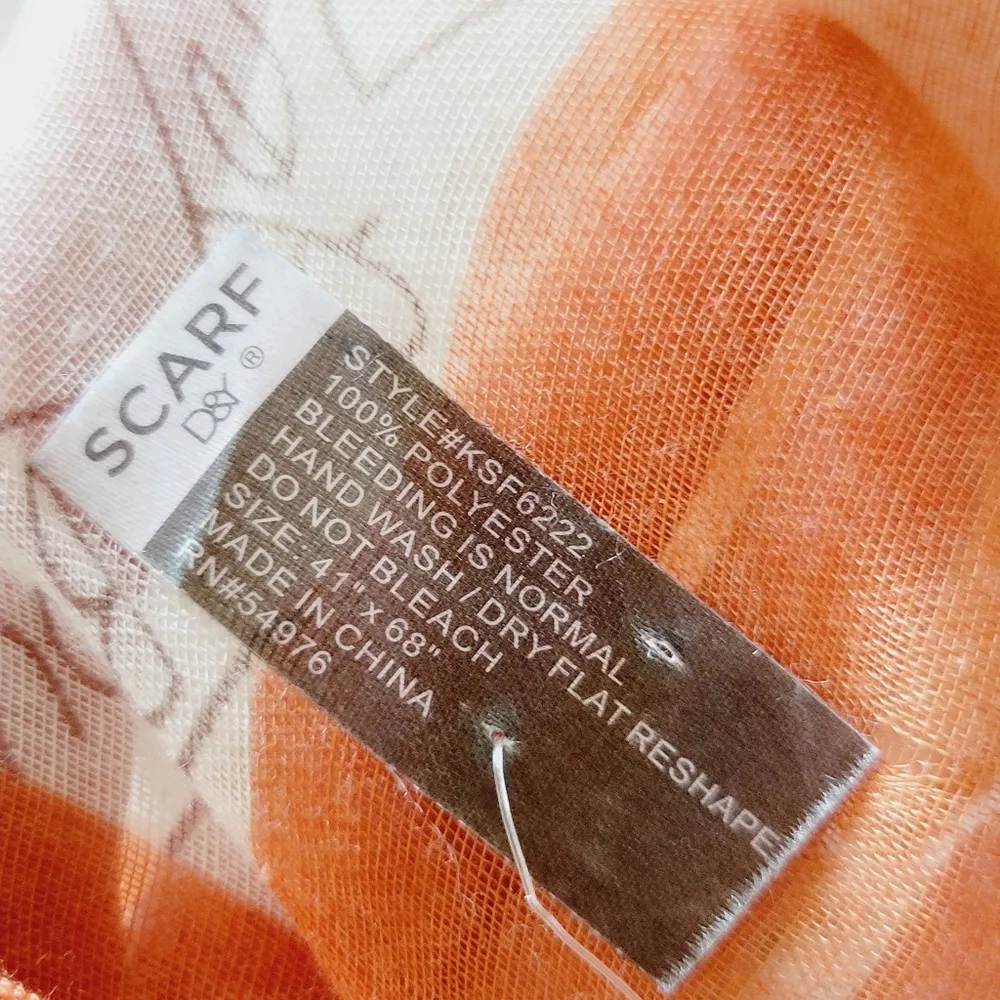 SCARF
D&Y ®
STYLE#KSF6222
100% POLYESTER
BLEEDING IS NORMAL
HAND WASH / DRY FLAT RESHAPE
DO NOT BLEACH
SIZE: 41"x 68"
MADE IN CHINA
RN#54976